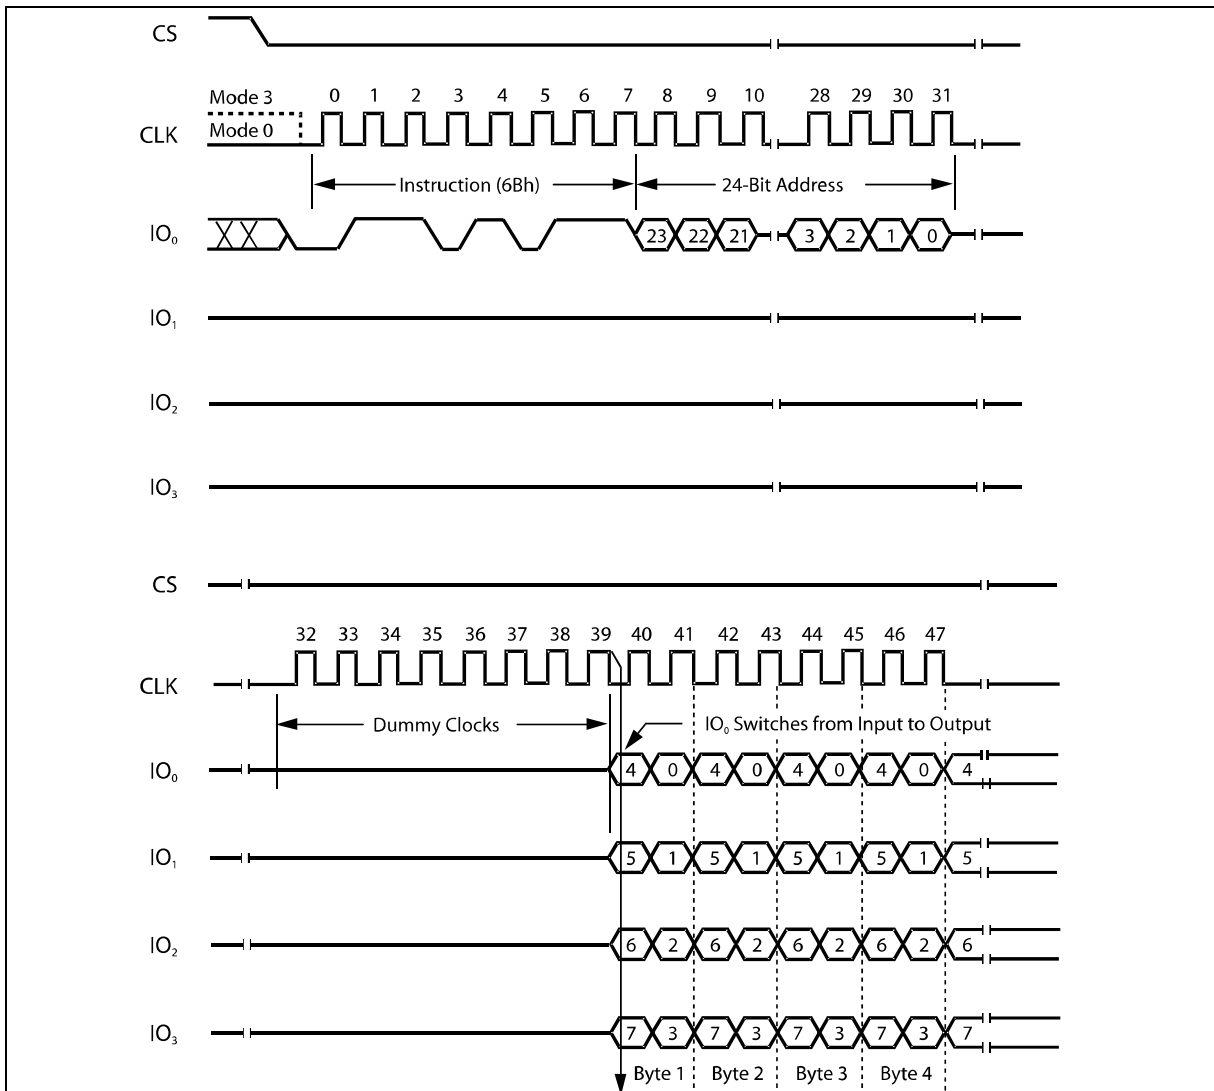 CS
0 1 2 3 4 5 6 7 8 9 10 28 29 30 31
Mode 3
Mode 0
CLK
Instruction (6Bh) 24-Bit Address
IO₀ 23 22 21 3 2 1 0
IO₁
IO₂
IO₃
CS
32 33 34 35 36 37 38 39 40 41 42 43 44 45 46 47
CLK
Dummy Clocks IO₀ Switches from Input to Output
IO₀ 4 0 4 0 4 0 4 0 4
IO₁ 5 1 5 1 5 1 5 1 5
IO₂ 6 2 6 2 6 2 6 2 6
IO₃ 7 3 7 3 7 3 7 3 7
Byte 1 Byte 2 Byte 3 Byte 4